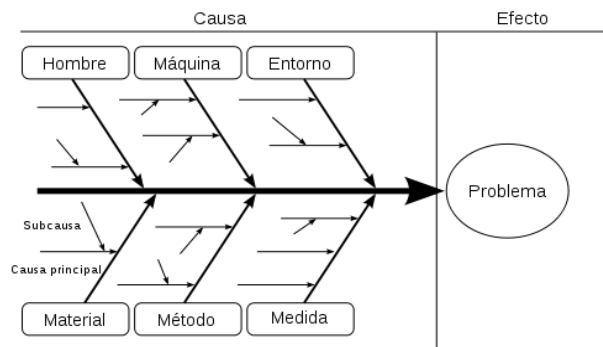 Causa
Efecto
Hombre
Máquina
Entorno
Problema
Subcausa
Causa principal
Material
Método
Medida